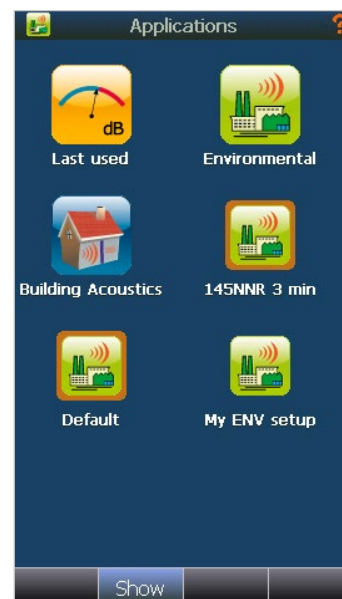 Applications ?
dB
Last used
Environmental
Building Acoustics
145NNR 3 min
Default
My ENV setup
Show